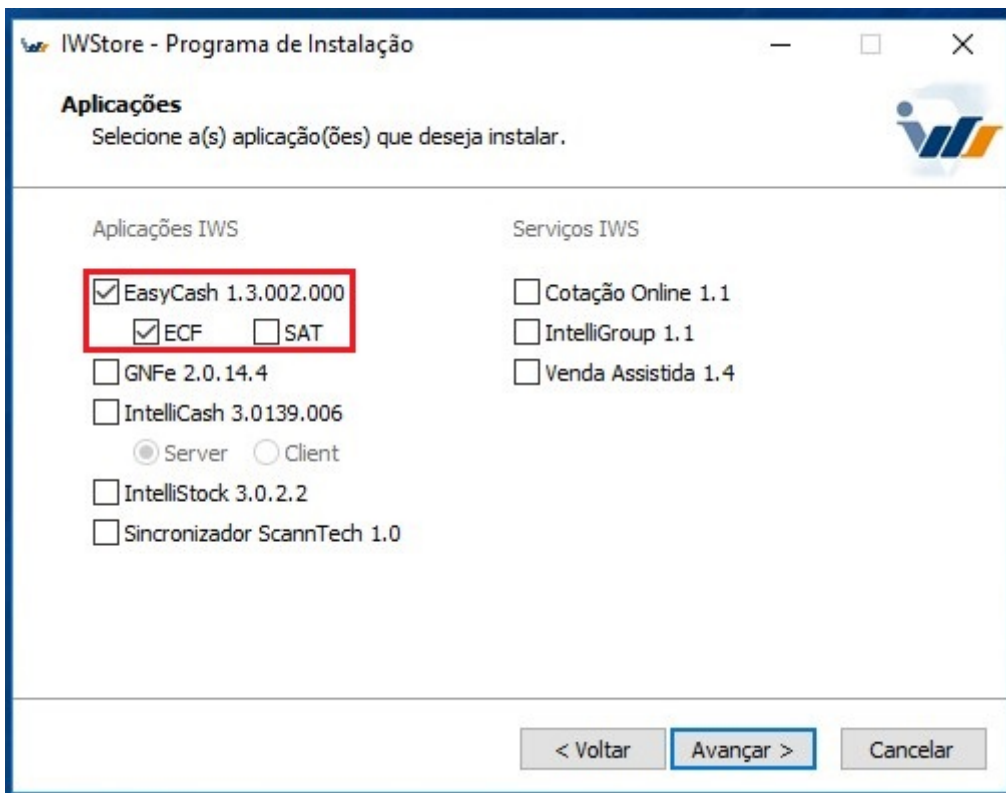 IWStore - Programa de Instalação
Aplicações
Selecione a(s) aplicação(ões) que deseja instalar.
iws
Aplicações IWS
EasyCash 1.3.002.000
ECF SAT
GNFe 2.0.14.4
IntelliCash 3.0139.006
Server Client
IntelliStock 3.0.2.2
Sincronizador ScannTech 1.0
Serviços IWS
Cotação Online 1.1
IntelliGroup 1.1
Venda Assistida 1.4
< Voltar Avançar > Cancelar